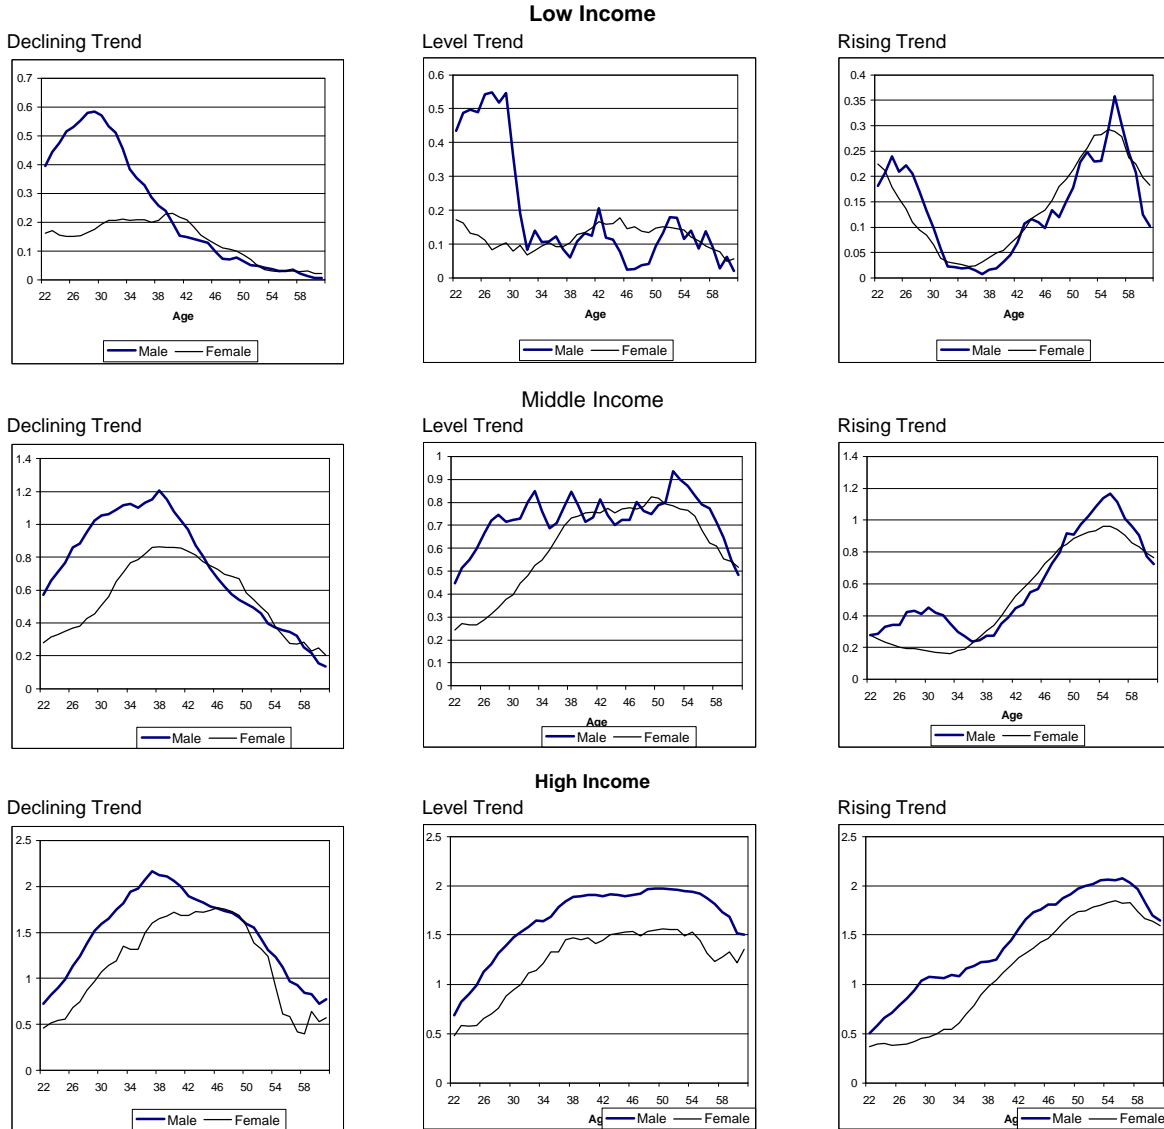 Low Income
Declining Trend Level Trend Rising Trend
0.7 0.6 0.5 0.4 0.3 0.2 0.1 0
22 26 30 34 38 42 46 50 54 58
Age
Male Female
0.6 0.5 0.4 0.3 0.2 0.1 0
22 26 30 34 38 42 46 50 54 58
Age
Male Female
0.4 0.35 0.3 0.25 0.2 0.15 0.1 0.05 0
22 26 30 34 38 42 46 50 54 58
Age
Male Female
Middle Income
Declining Trend Level Trend Rising Trend
1.4 1.2 1 0.8 0.6 0.4 0.2 0
22 26 30 34 38 42 46 50 54 58
Male Female
1 0.9 0.8 0.7 0.6 0.5 0.4 0.3 0.2 0.1 0
22 26 30 34 38 42 46 50 54 58
Age
Male Female
1.4 1.2 1 0.8 0.6 0.4 0.2 0
22 26 30 34 38 42 46 50 54 58
Age
Male Female
High Income
Declining Trend Level Trend Rising Trend
2.5 2 1.5 1 0.5 0
22 26 30 34 38 42 46 50 54 58
Male Female
2.5 2 1.5 1 0.5 0
22 26 30 34 38 42 46 50 54 58
Ag
Male Female
2.5 2 1.5 1 0.5 0
22 26 30 34 38 42 46 50 54 58
Ag
Male Female